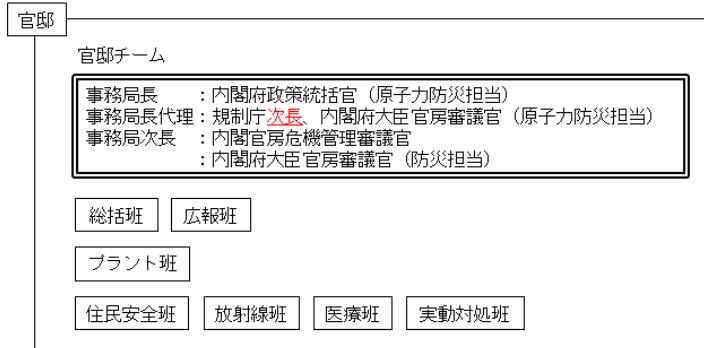 官邸
官邸チーム
事務局長　　：内閣府政策統括官（原子力防災担当）
事務局長代理：規制庁次長、内閣府大臣官房審議官（原子力防災担当）
事務局次長　：内閣官房危機管理審議官
　　　　　　：内閣府大臣官房審議官（防災担当）
総括班　広報班
プラント班
住民安全班　放射線班　医療班　実動対処班